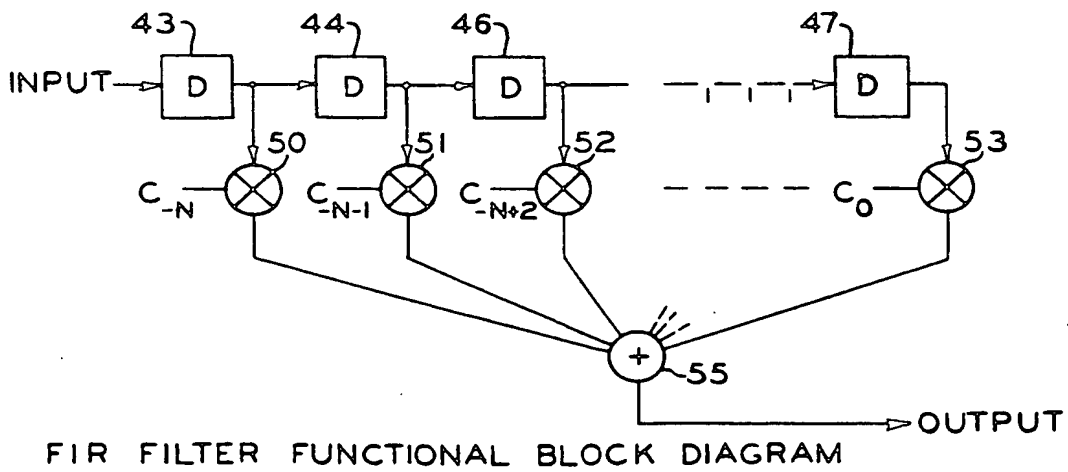 43 44 46 47
INPUT D D D D
50 51 52 53
C-N C-N-1 C-N+2 C0
+
55
OUTPUT
FIR FILTER FUNCTIONAL BLOCK DIAGRAM